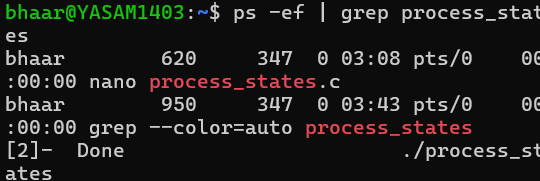 bhaar@YASAM1403:~$ ps -ef | grep process_stat
es
bhaar 620 347 0 03:08 pts/0 00
:00:00 nano process_states.c
bhaar 950 347 0 03:43 pts/0 00
:00:00 grep --color=auto process_states
[2]- Done ./process_st
ates